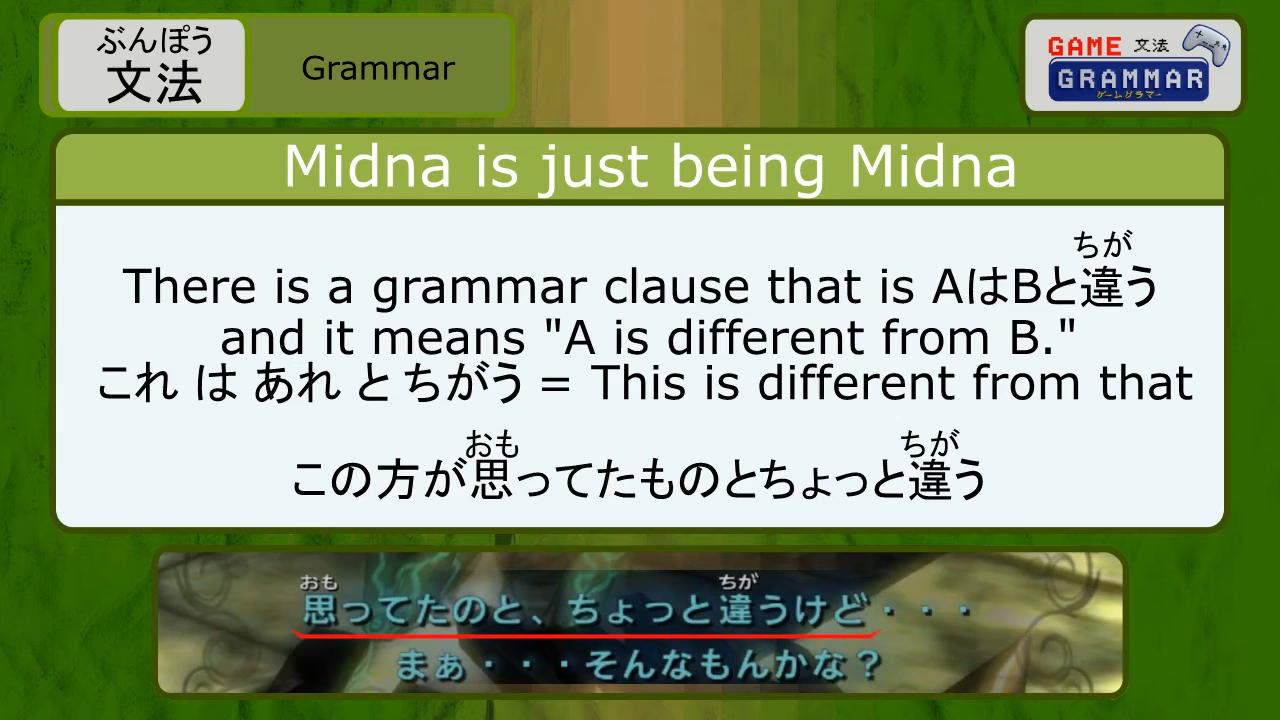 ぶんぽう
文法
Grammar
GAME 文法
GRAMMAR
ゲームグラマー
Midna is just being Midna
ちが
There is a grammar clause that is AはBと違う
and it means "A is different from B."
これ は あれ と ちがう = This is different from that
おも ちが
この方が思ってたものとちょっと違う
おも ちが
思ってたのと、ちょっと違うけど・・・
まぁ・・・そんなもんかな？